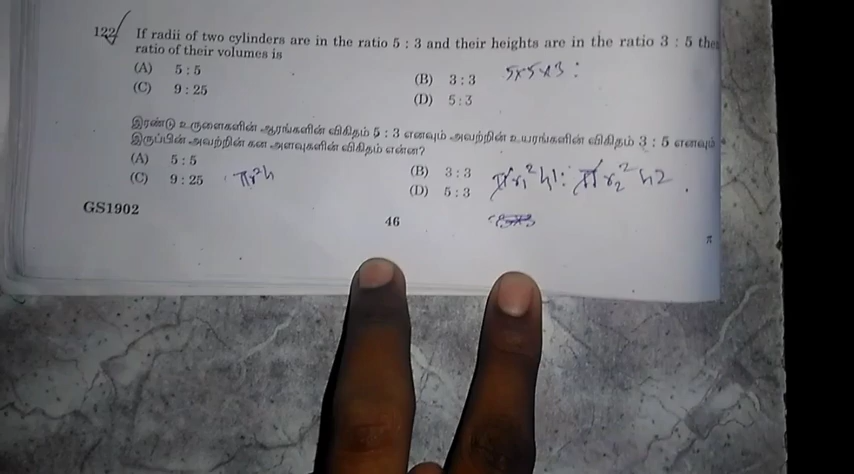 122 If radii of two cylinders are in the ratio 5 : 3 and their heights are in the ratio 3 : 5 the
ratio of their volumes is
(A) 5 : 5
(B) 3 : 3
(C) 9 : 25
(D) 5 : 3
5x5x3 :
இரண்டு உருளைகளின் ஆரங்களின் விகிதம் 5 : 3 எனவும் அவற்றின் உயரங்களின் விகிதம் 3 : 5 எனவும்
இருப்பின் அவற்றின் கன அளவுகளின் விகிதம் என்ன?
(A) 5 : 5
(B) 3 : 3
(C) 9 : 25
(D) 5 : 3
πr²h
πr₁²h1 : πr₂²h2
GS1902
46
π